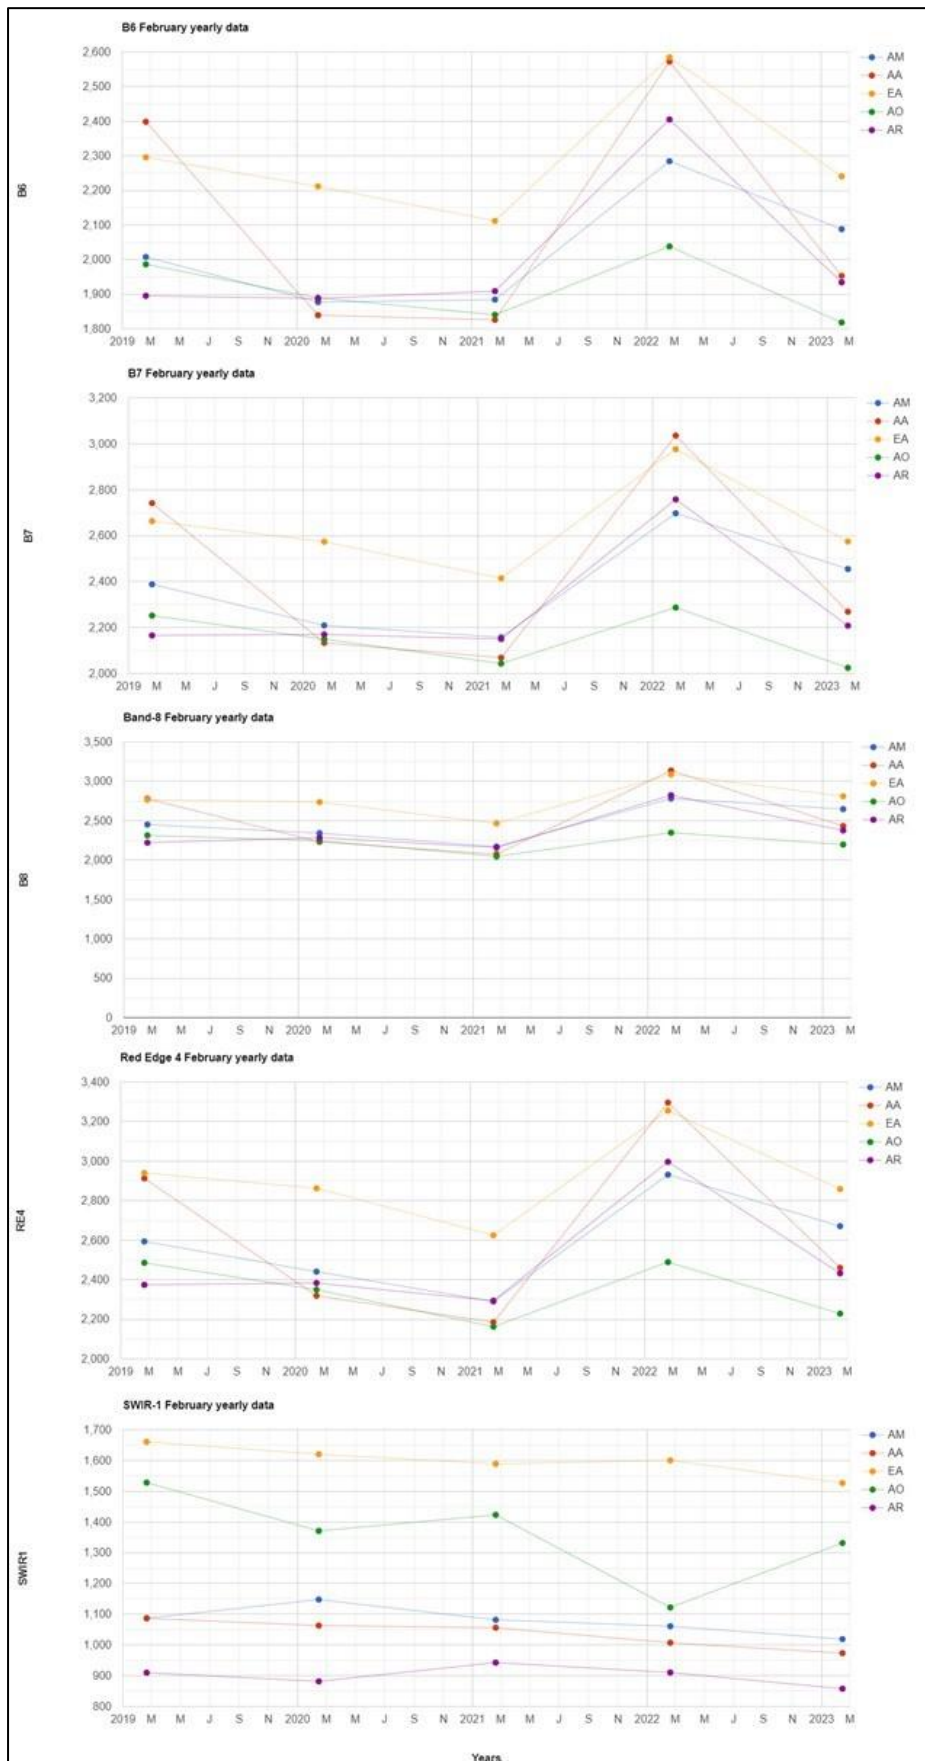 B6 February yearly data
2,600
2,500
2,400
2,300
2,200
2,100
2,000
1,900
1,800
B6
2019 M M J S N 2020 M M J S N 2021 M M J S N 2022 M M J S N 2023 M
AM
AA
EA
AO
AR
B7 February yearly data
3,200
3,000
2,800
2,600
2,400
2,200
2,000
B7
2019 M M J S N 2020 M M J S N 2021 M M J S N 2022 M M J S N 2023 M
AM
AA
EA
AO
AR
Band-8 February yearly data
3,500
3,000
2,500
2,000
1,500
1,000
500
0
B8
2019 M M J S N 2020 M M J S N 2021 M M J S N 2022 M M J S N 2023 M
AM
AA
EA
AO
AR
Red Edge 4 February yearly data
3,400
3,200
3,000
2,800
2,600
2,400
2,200
2,000
RE4
2019 M M J S N 2020 M M J S N 2021 M M J S N 2022 M M J S N 2023 M
AM
AA
EA
AO
AR
SWIR-1 February yearly data
1,700
1,600
1,500
1,400
1,300
1,200
1,100
1,000
900
800
SWIR1
2019 M M J S N 2020 M M J S N 2021 M M J S N 2022 M M J S N 2023 M
AM
AA
EA
AO
AR
Years